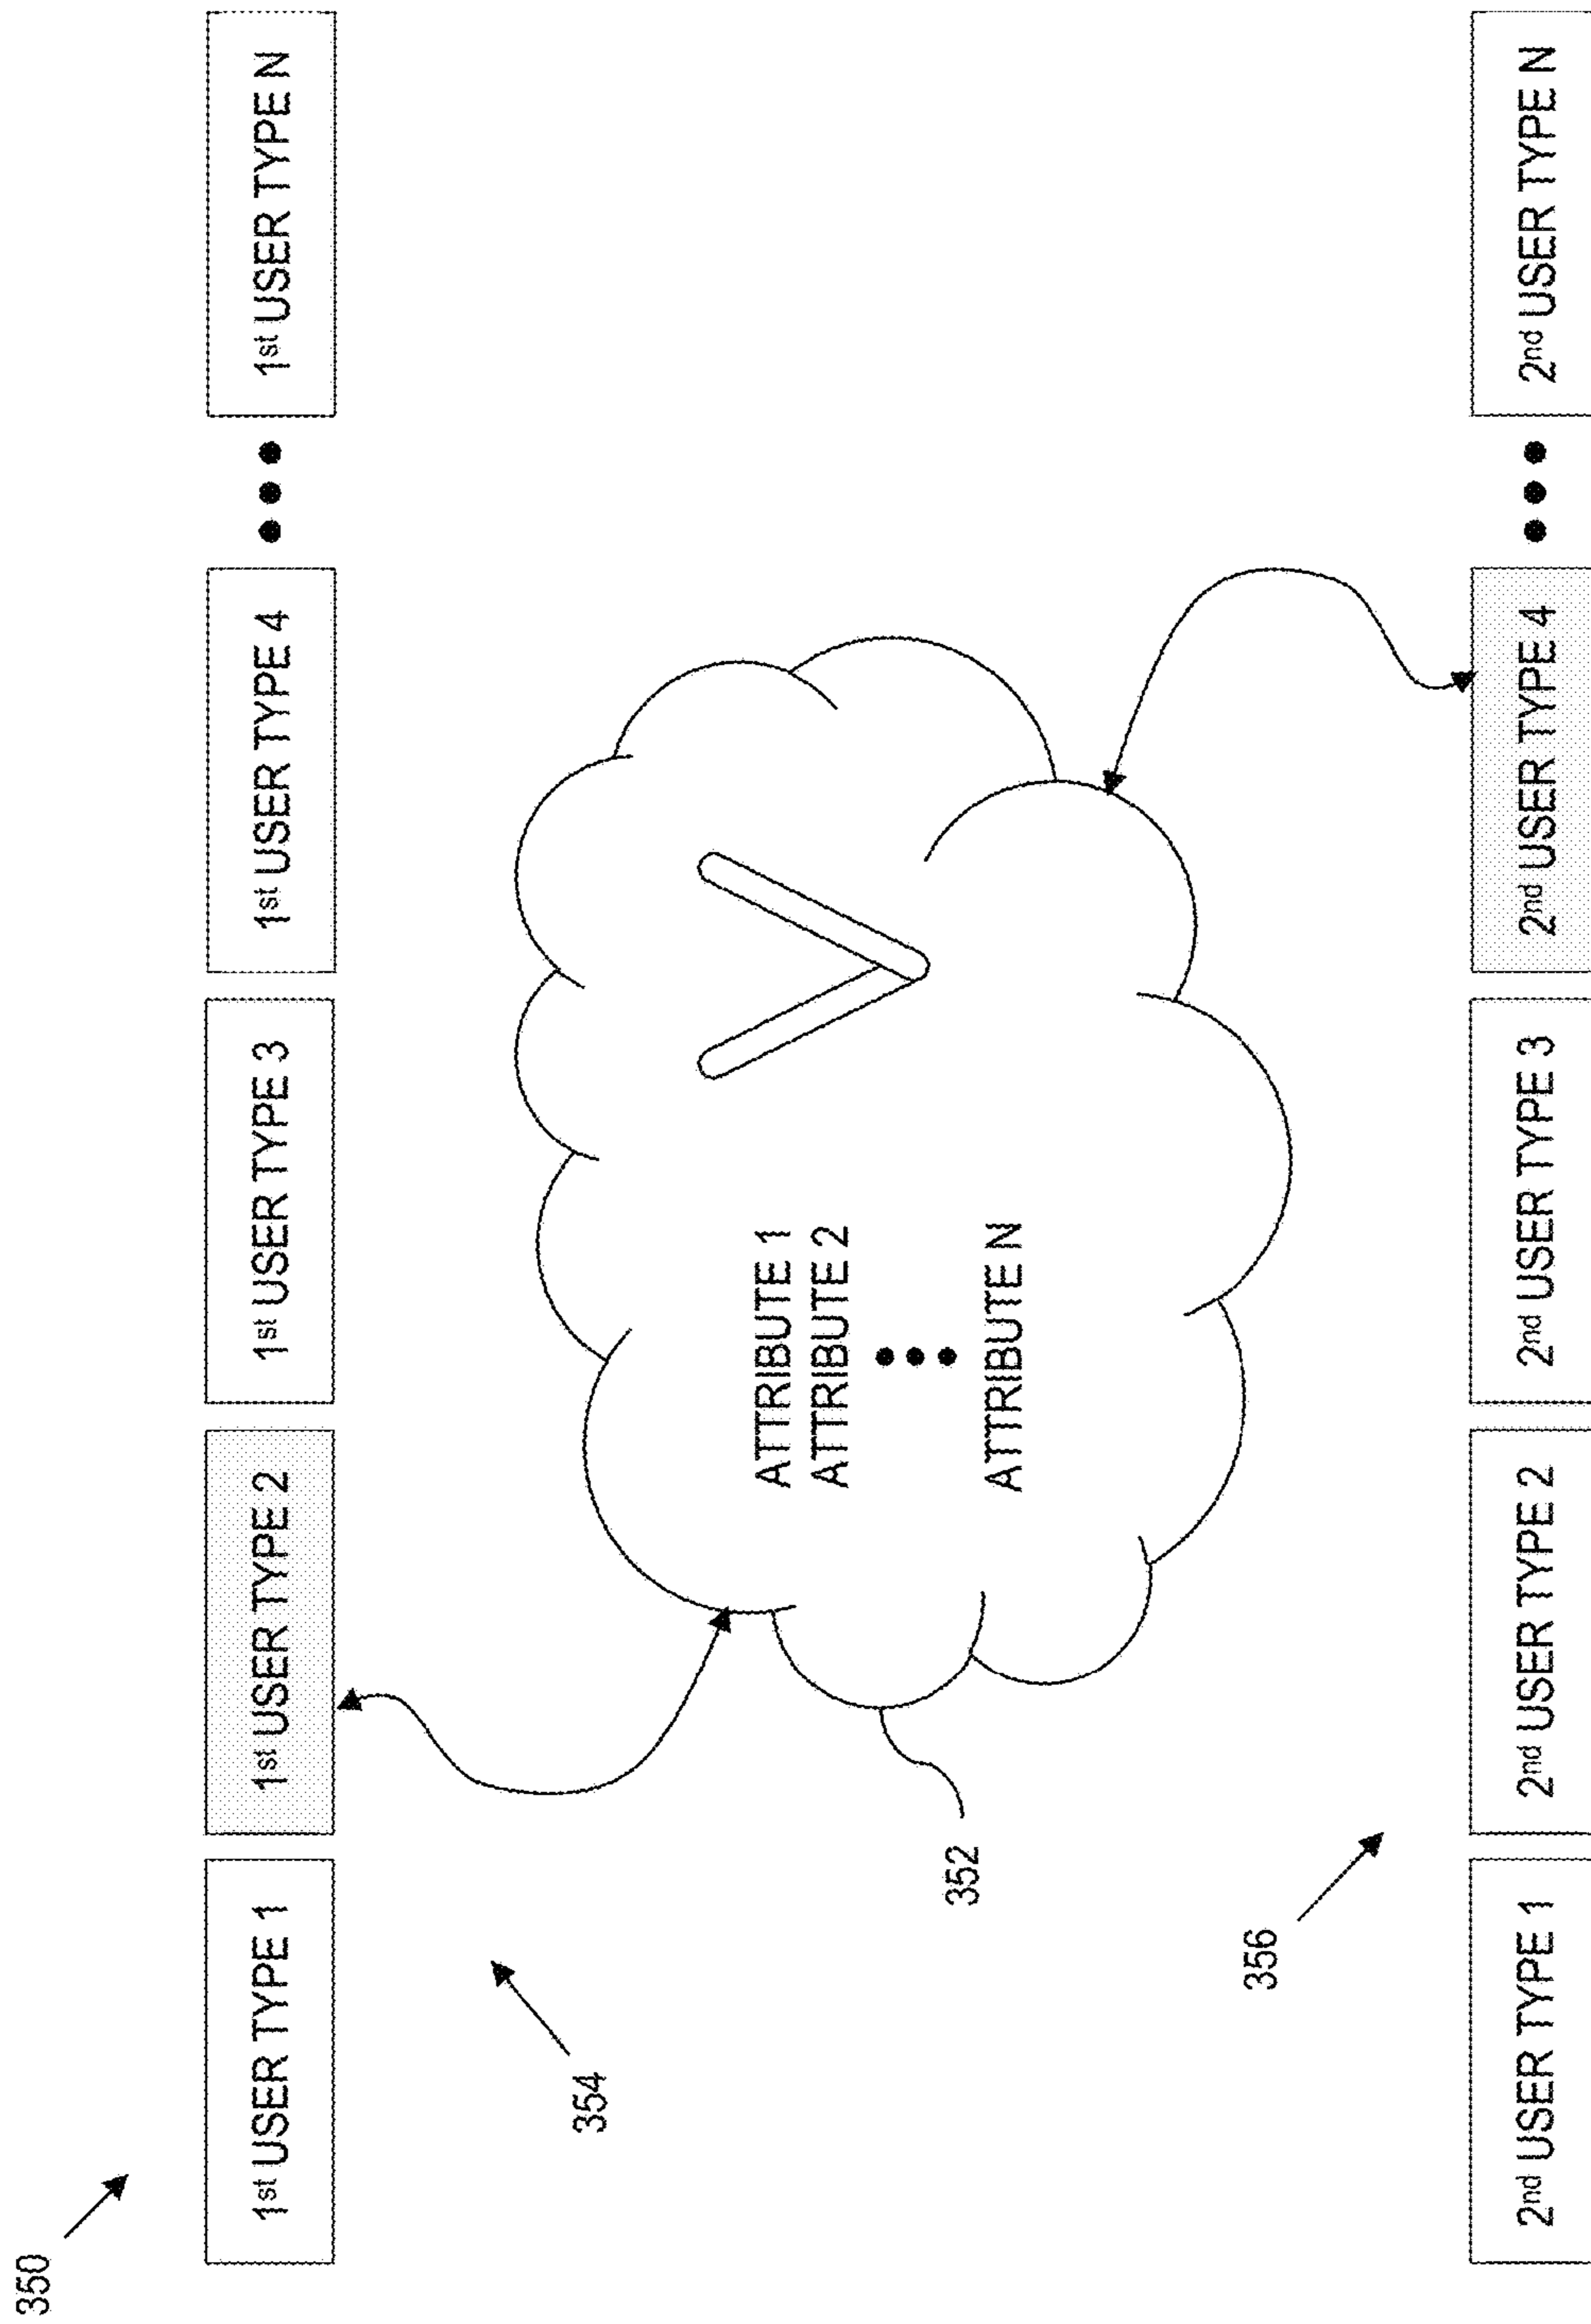 350
1st USER TYPE 1
1st USER TYPE 2
1st USER TYPE 3
1st USER TYPE 4
1st USER TYPE N
354
ATTRIBUTE 1
ATTRIBUTE 2
ATTRIBUTE N
352
356
2nd USER TYPE 1
2nd USER TYPE 2
2nd USER TYPE 3
2nd USER TYPE 4
2nd USER TYPE N